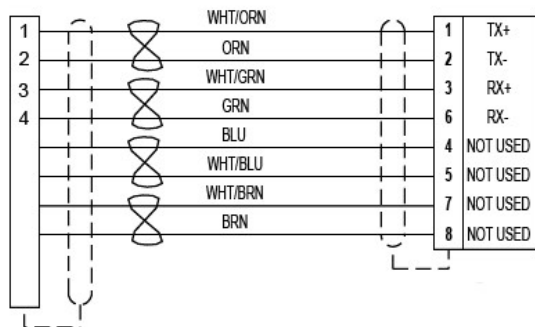 WHT/ORN
1 1 TX+
ORN
2 2 TX-
WHT/GRN
3 3 RX+
GRN
4 6 RX-
BLU
4 NOT USED
WHT/BLU
5 NOT USED
WHT/BRN
7 NOT USED
BRN
8 NOT USED